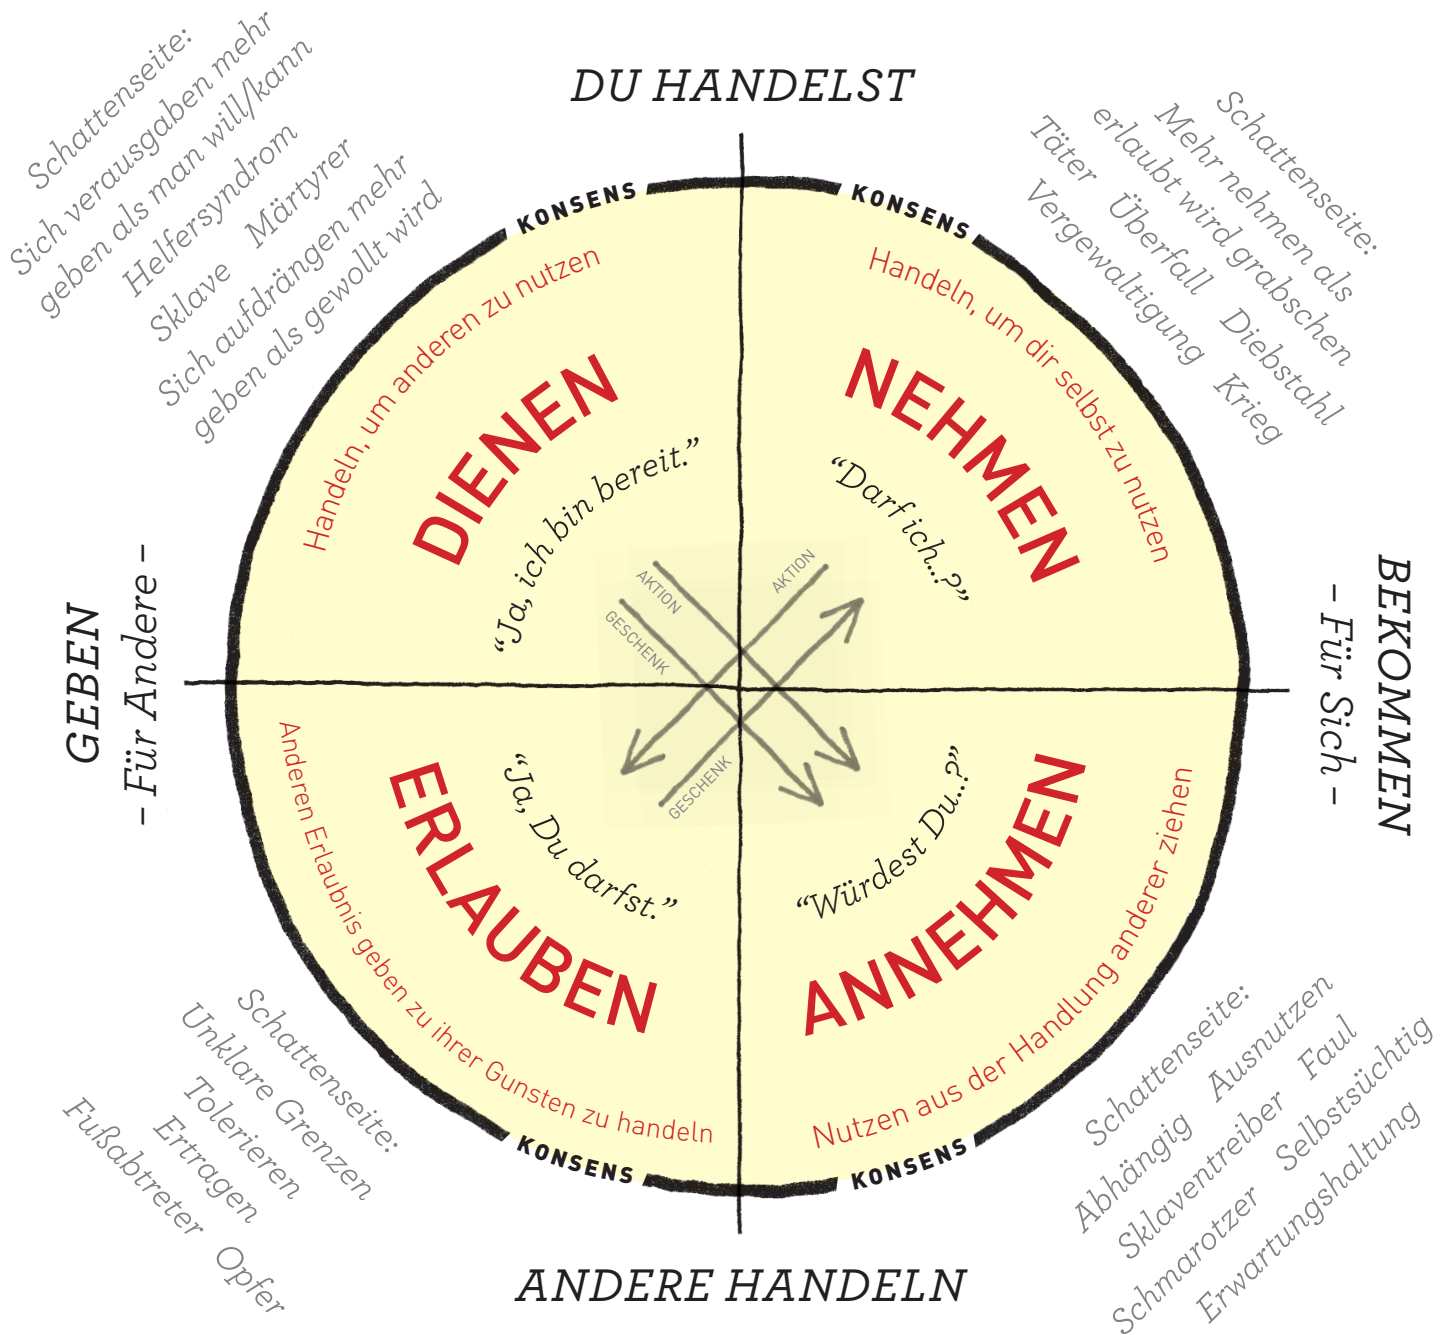 DU HANDELST
Schattenseite:
Sich verausgaben mehr
geben als man will/kann
Helfersyndrom
Sklave Märtyrer
Sich aufdrängen mehr
geben als gewollt wird
Schattenseite:
Mehr nehmen als
erlaubt wird grabschen
Täter Überfall Diebstahl
Vergewaltigung Krieg
KONSENS
KONSENS
Handeln, um anderen zu nutzen
DIENEN
“Ja, ich bin bereit.”
Handeln, um dir selbst zu nutzen
NEHMEN
“Darf ich...?”
AKTION
GESCHENK
AKTION
GESCHENK
GEBEN
– Für Andere –
BEKOMMEN
– Für Sich –
“Ja, Du darfst.”
ERLAUBEN
Anderen Erlaubnis geben zu ihrer Gunsten zu handeln
“Würdest Du..?”
ANNEHMEN
Nutzen aus der Handlung anderer ziehen
KONSENS
KONSENS
Schattenseite:
Unklare Grenzen
Tolerieren
Ertragen
Fußabtreter Opfer
Schattenseite:
Abhängig Ausnutzen
Sklaventreiber Faul
Schmarotzer Selbstsüchtig
Erwartungshaltung
ANDERE HANDELN